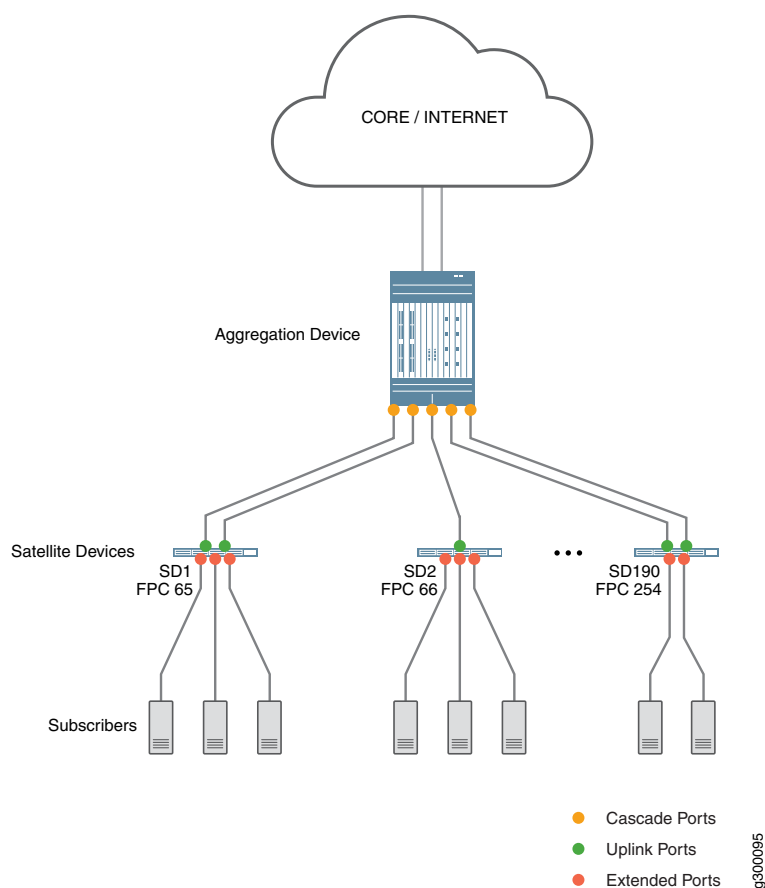 CORE / INTERNET
Aggregation Device
Satellite Devices
SD1
FPC 65
SD2
FPC 66
SD190
FPC 254
Subscribers
Cascade Ports
Uplink Ports
Extended Ports
g300095